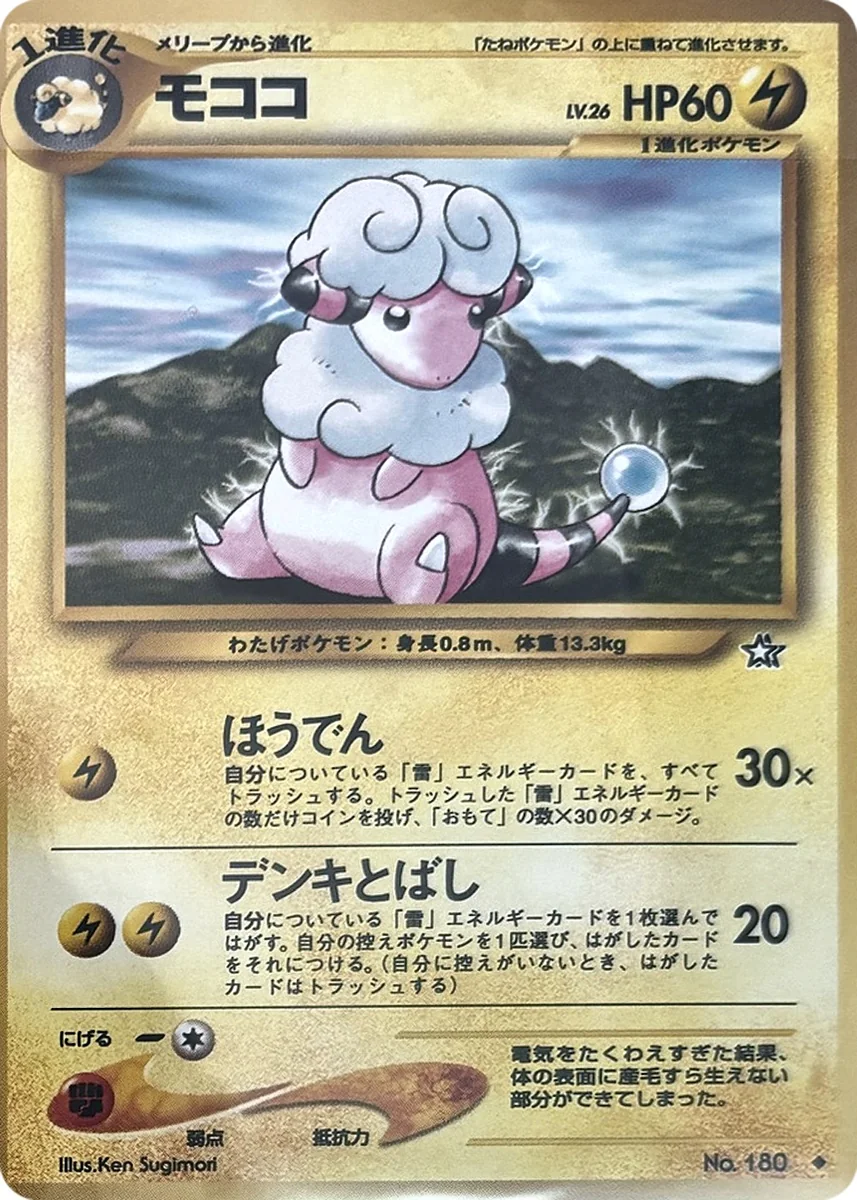 1進化
メリープから進化
「たねポケモン」の上に重ねて進化させます。
モココ
LV.26 HP60
1進化ポケモン
わたげポケモン：身長0.8m、体重13.3kg
ほうでん
自分についている「雷」エネルギーカードを、すべて
トラッシュする。トラッシュした「雷」エネルギーカード
の数だけコインを投げ、「おもて」の数×30のダメージ。
30×
デンキとばし
自分についている「雷」エネルギーカードを1枚選んで
はがす。自分の控えポケモンを1匹選び、はがしたカード
をそれにつける。（自分に控えがいないとき、はがした
カードはトラッシュする）
20
にげる
弱点
抵抗力
電気をたくわえすぎた結果、
体の表面に産毛すら生えない
部分ができてしまった。
Illus.Ken Sugimori
No. 180